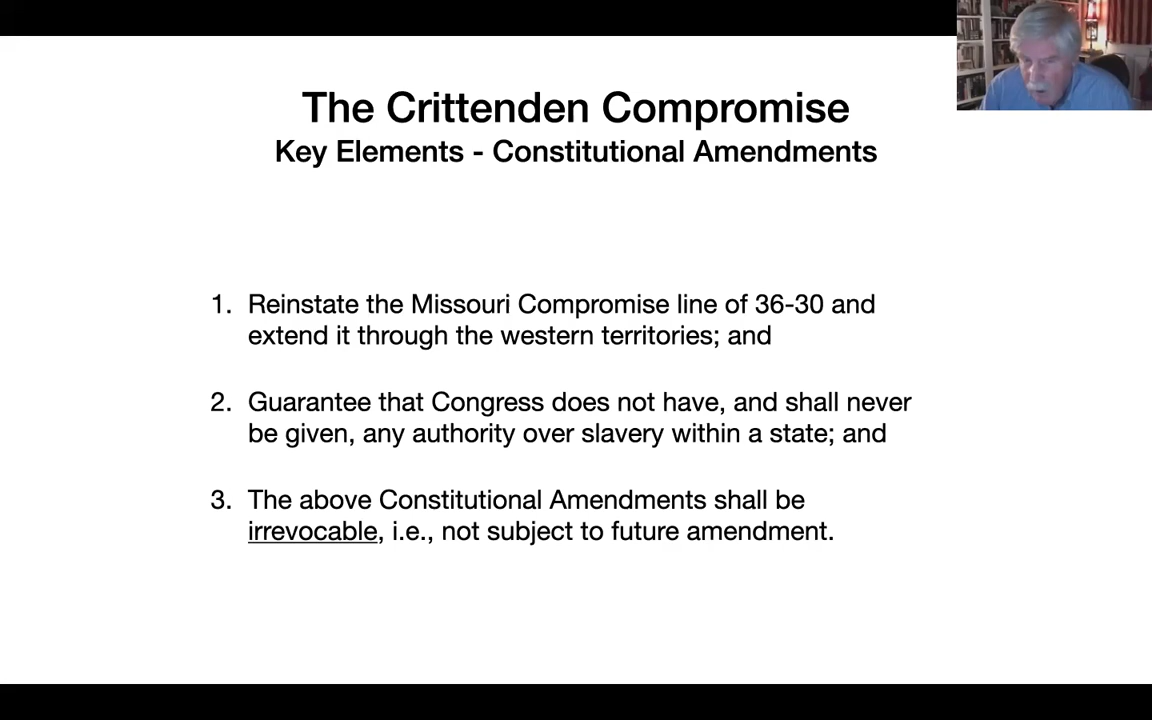 The Crittenden Compromise
Key Elements - Constitutional Amendments
1. Reinstate the Missouri Compromise line of 36-30 and
extend it through the western territories; and
2. Guarantee that Congress does not have, and shall never
be given, any authority over slavery within a state; and
3. The above Constitutional Amendments shall be
irrevocable, i.e., not subject to future amendment.